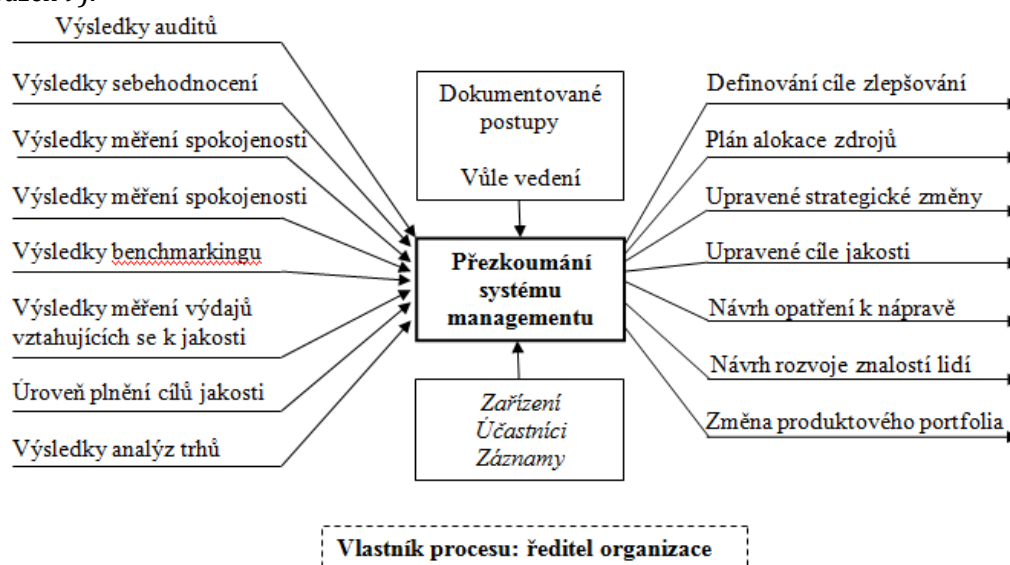 Výsledky auditů
Výsledky sebehodnocení
Výsledky měření spokojenosti
Výsledky měření spokojenosti
Výsledky benchmarkingu
Výsledky měření výdajů
vztahujících se k jakosti
Úroveň plnění cílů jakosti
Výsledky analýz trhů
Dokumentované
postupy
Vůle vedení
Přezkoumání
systému
managementu
Zařízení
Účastníci
Záznamy
Definování cíle zlepšování
Plán alokace zdrojů
Upravené strategické změny
Upravené cíle jakosti
Návrh opatření k nápravě
Návrh rozvoje znalostí lidí
Změna produktového portfolia
Vlastník procesu: ředitel organizace